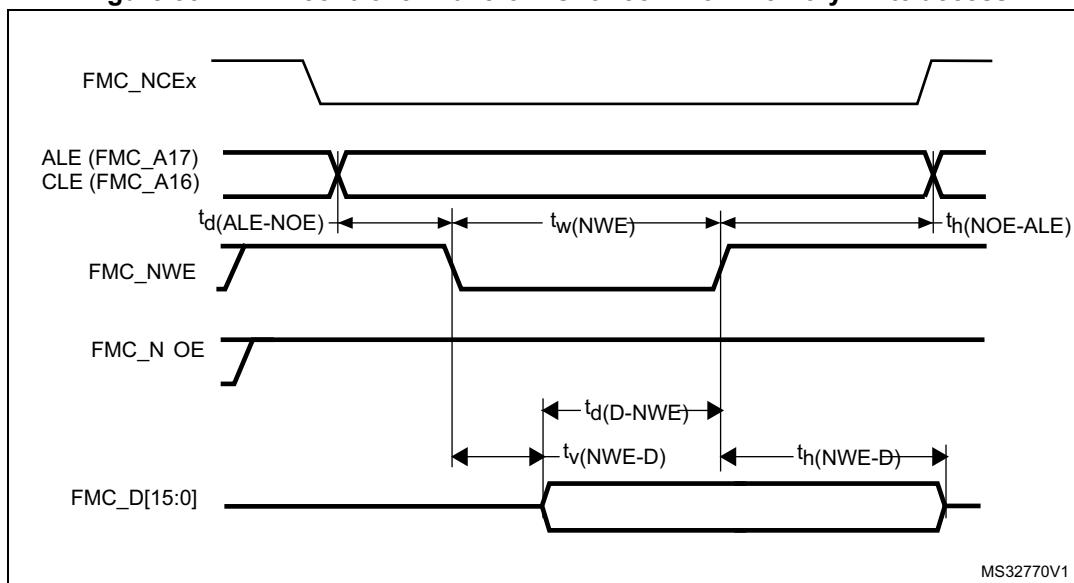 FMC_NCEx
ALE (FMC_A17)
CLE (FMC_A16)
td(ALE-NOE)
tw(NWE)
th(NOE-ALE)
FMC_NWE
FMC_N OE
td(D-NWE)
tv(NWE-D)
th(NWE-D)
FMC_D[15:0]
MS32770V1